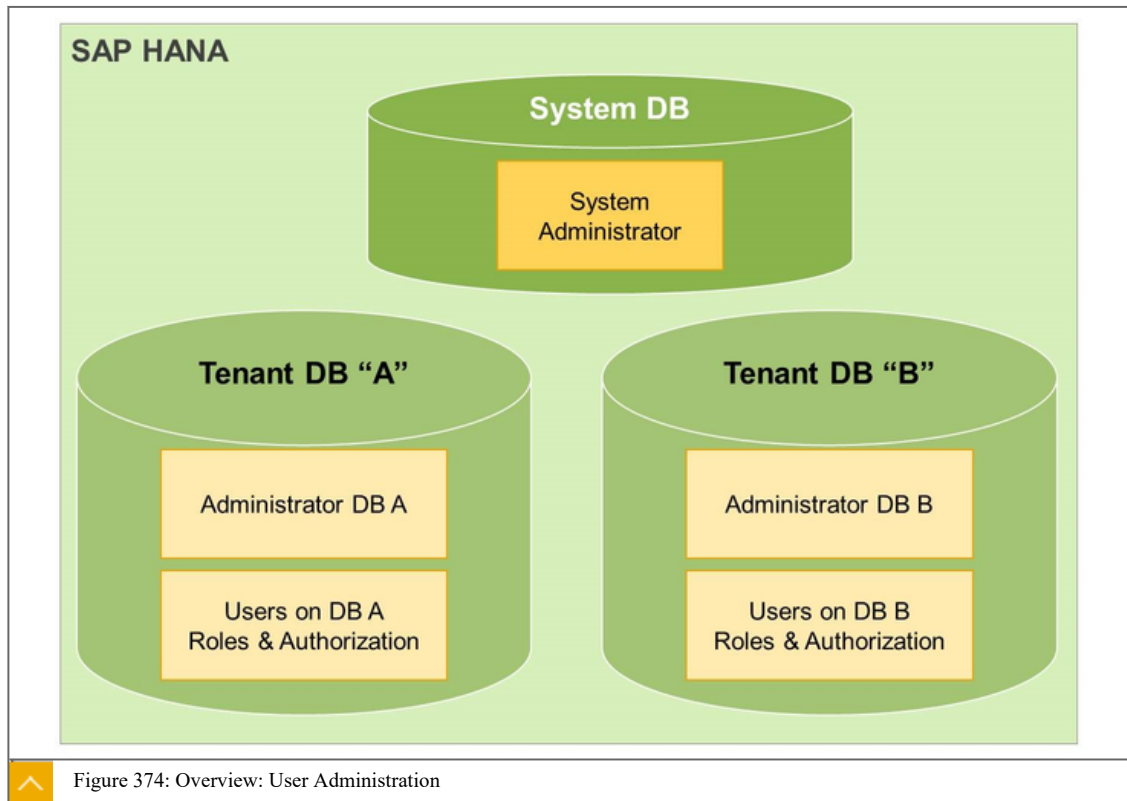 SAP HANA
System DB
System
Administrator
Tenant DB “A”
Tenant DB “B”
Administrator DB A
Administrator DB B
Users on DB A
Roles & Authorization
Users on DB B
Roles & Authorization
Figure 374: Overview: User Administration